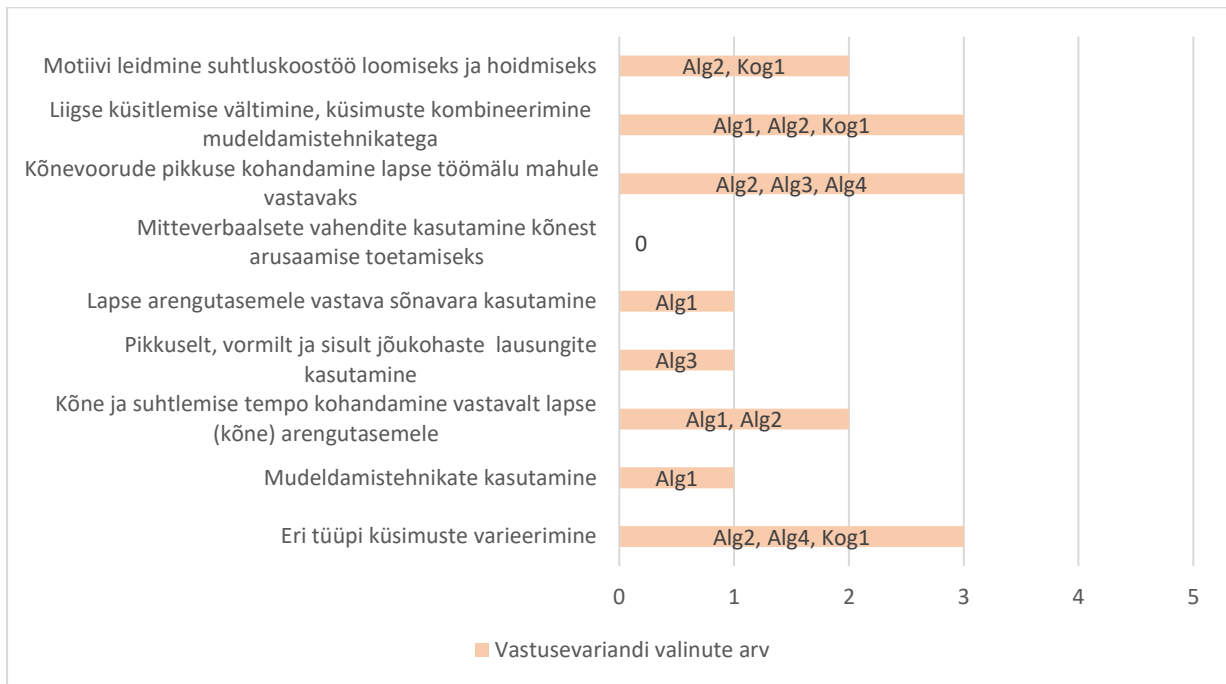 Motiivi leidmine suhtluskoostöö loomiseks ja hoidmiseks
Alg2, Kog1
Liigse küsitlemise vältimine, küsimuste kombineerimine
mudeldamistehnikatega
Alg1, Alg2, Kog1
Kõnevoorude pikkuse kohandamine lapse töömälu mahule
vastavaks
Alg2, Alg3, Alg4
Mitteverbaalsete vahendite kasutamine kõnest
arusaamise toetamiseks
0
Lapse arengutasemele vastava sõnavara kasutamine
Alg1
Pikkuselt, vormilt ja sisult jõukohaste lausungite
kasutamine
Alg3
Kõne ja suhtlemise tempo kohandamine vastavalt lapse
(kõne) arengutasemele
Alg1, Alg2
Mudeldamistehnikate kasutamine
Alg1
Eri tüüpi küsimuste varieerimine
Alg2, Alg4, Kog1
0 1 2 3 4 5
Vastusevariandi valinute arv